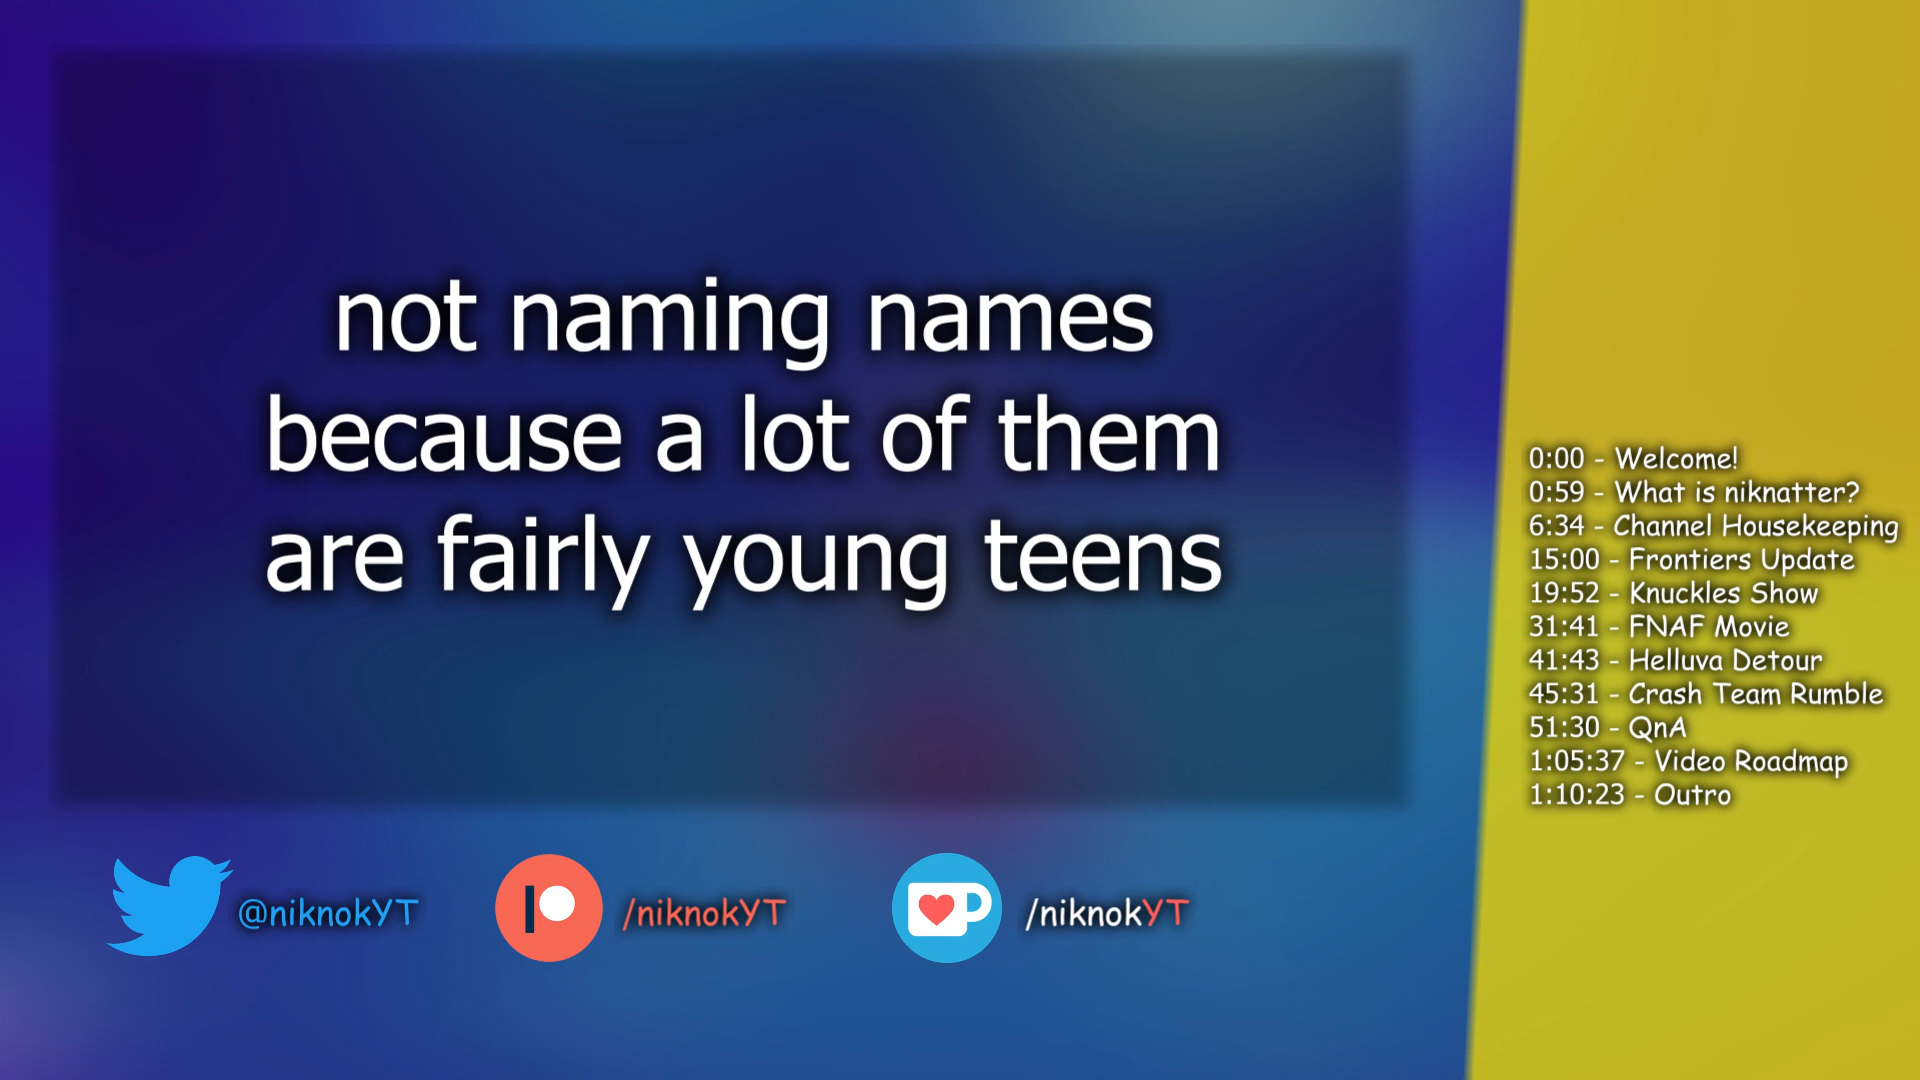 not naming names
because a lot of them
are fairly young teens
0:00 - Welcome!
0:59 - What is niknatter?
6:34 - Channel Housekeeping
15:00 - Frontiers Update
19:52 - Knuckles Show
31:41 - FNAF Movie
41:43 - Helluva Detour
45:31 - Crash Team Rumble
51:30 - QnA
1:05:37 - Video Roadmap
1:10:23 - Outro
@niknokYT
/niknokYT
/niknokYT